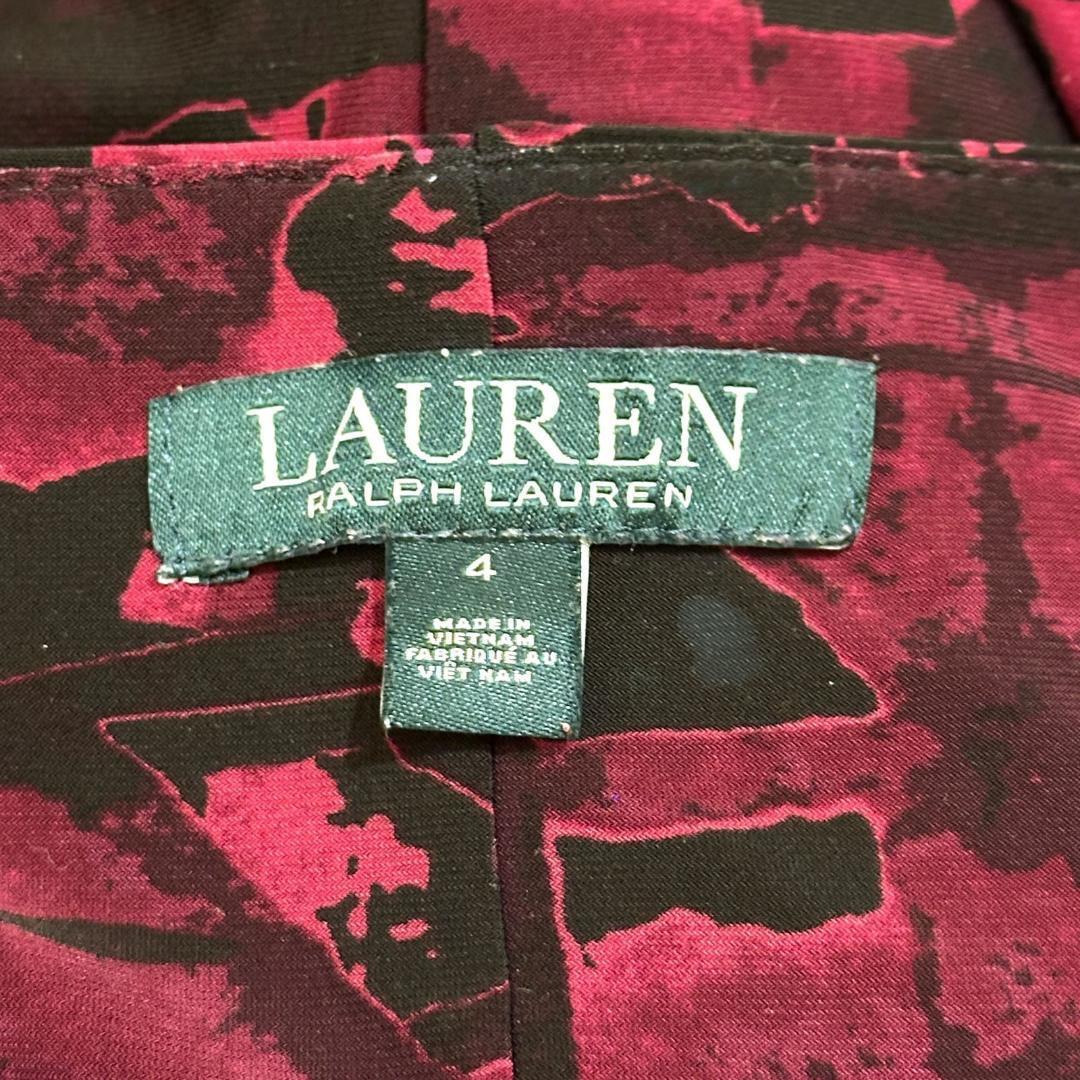 LAUREN
RALPH LAUREN
4
MADE IN
VIETNAM
FABRIQUÉ AU
VIÊT NAM